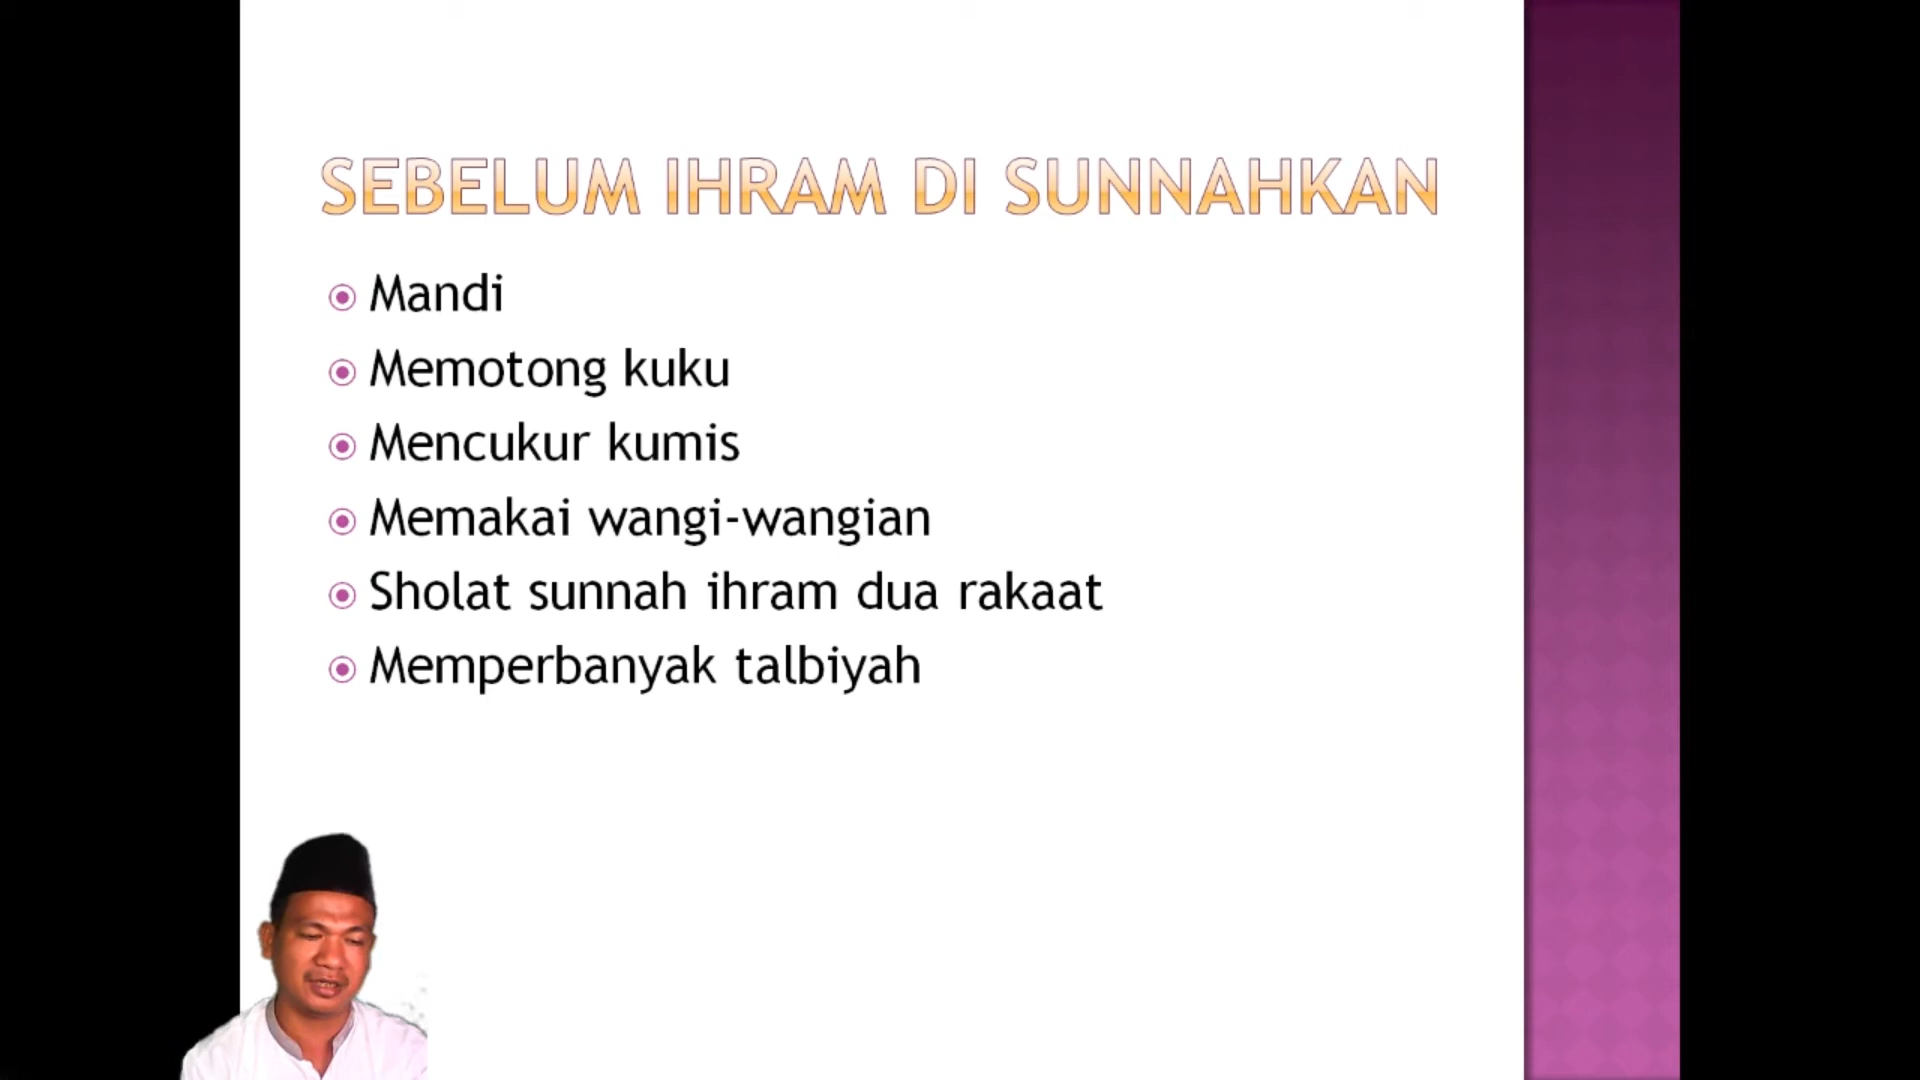 SEBELUM IHRAM DI SUNNAHKAN
Mandi
Memotong kuku
Mencukur kumis
Memakai wangi-wangian
Sholat sunnah ihram dua rakaat
Memperbanyak talbiyah